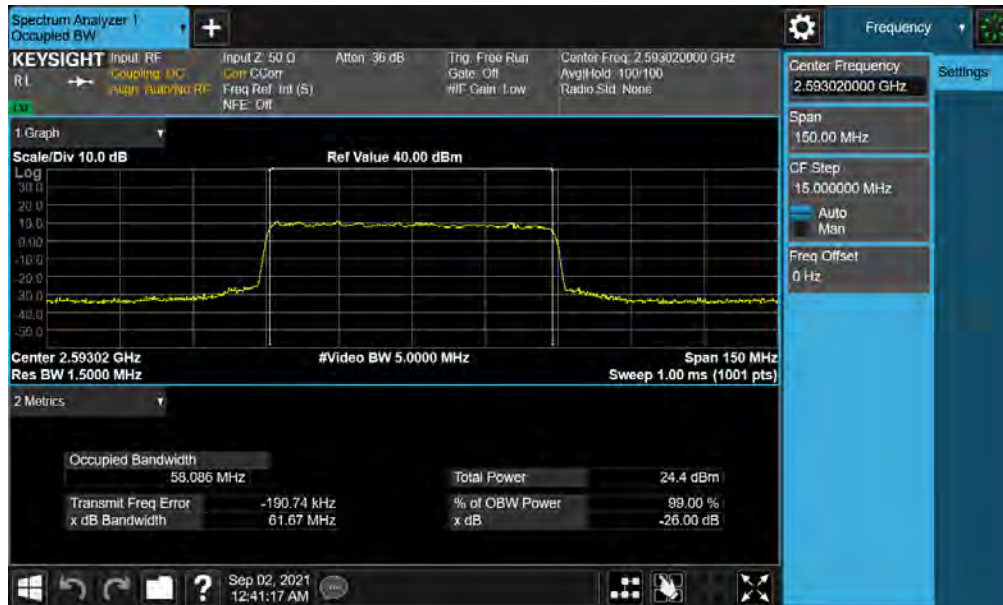 Spectrum Analyzer 1
Occupied BW
+
Frequency
KEYSIGHT
R L
Input: RF
Coupling: DC
Align: Auto/No RF
Input Z: 50 Ω
Corr CCorr
Freq Ref: Int (S)
NFE: Off
Atten: 36 dB
Trig: Free Run
Gate: Off
#IF Gain: Low
Center Freq: 2.593020000 GHz
Avg|Hold: 100/100
Radio Std: None
Center Frequency
2.593020000 GHz
Settings
Span
150.00 MHz
CF Step
15.000000 MHz
Auto
Man
Freq Offset
0 Hz
1 Graph
Scale/Div 10.0 dB
Ref Value 40.00 dBm
Log
30.0
20.0
10.0
0.00
-10.0
-20.0
-30.0
-40.0
-50.0
Center 2.59302 GHz
#Video BW 5.0000 MHz
Span 150 MHz
Res BW 1.5000 MHz
Sweep 1.00 ms (1001 pts)
2 Metrics
Occupied Bandwidth
58.086 MHz
Total Power
24.4 dBm
Transmit Freq Error
-190.74 kHz
% of OBW Power
99.00 %
x dB Bandwidth
61.67 MHz
x dB
-26.00 dB
?
Sep 02, 2021
12:41:17 AM